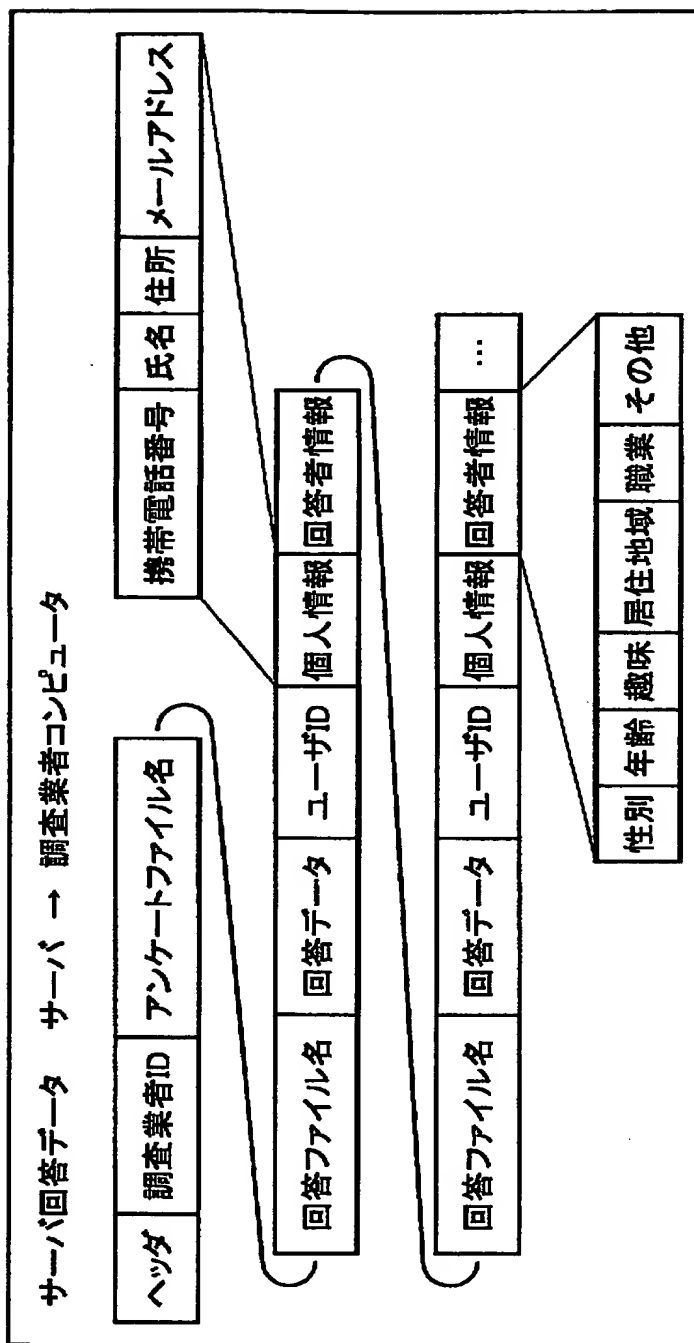 サーバ回答データ サーバ → 調査業者コンピュータ
ヘッダ 調査業者ID アンケートファイル名
携帯電話番号 氏名 住所 メールアドレス
回答ファイル名 回答データ ユーザID 個人情報 回答者情報
回答ファイル名 回答データ ユーザID 個人情報 回答者情報 …
性別 年齢 趣味 居住地域 職業 その他